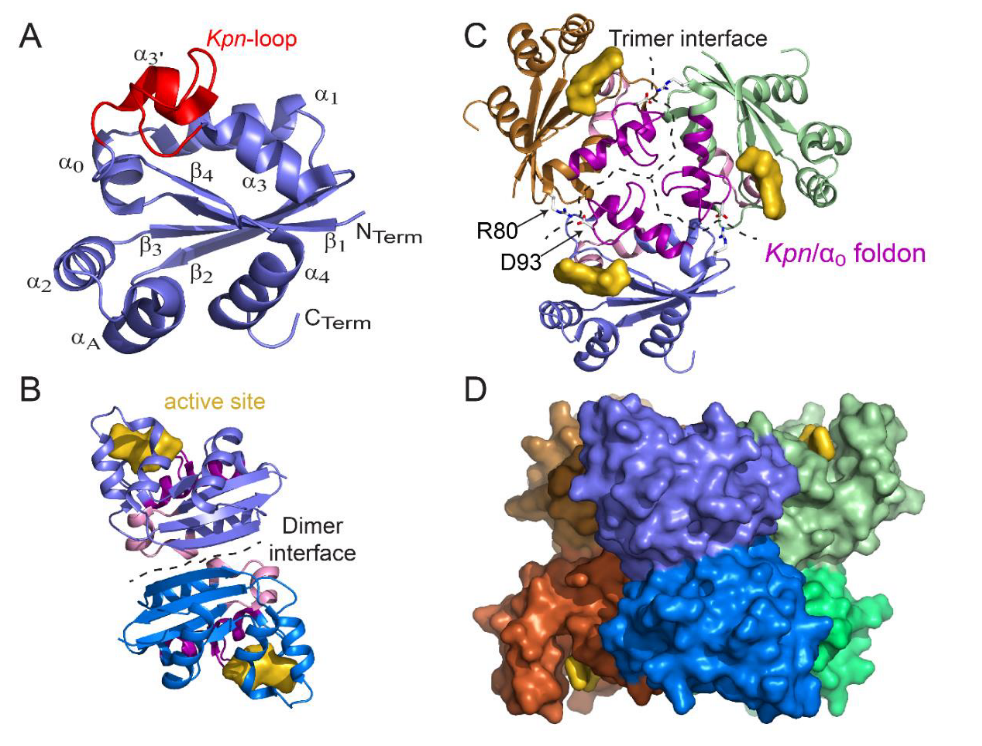 A
Kpn-loop
α3'
α1
α0
β4
α3
β3
β1
NTerm
α2
β2
α4
αA
CTerm
B
active site
Dimer
interface
C
Trimer interface
R80
D93
Kpn/α0 foldon
D